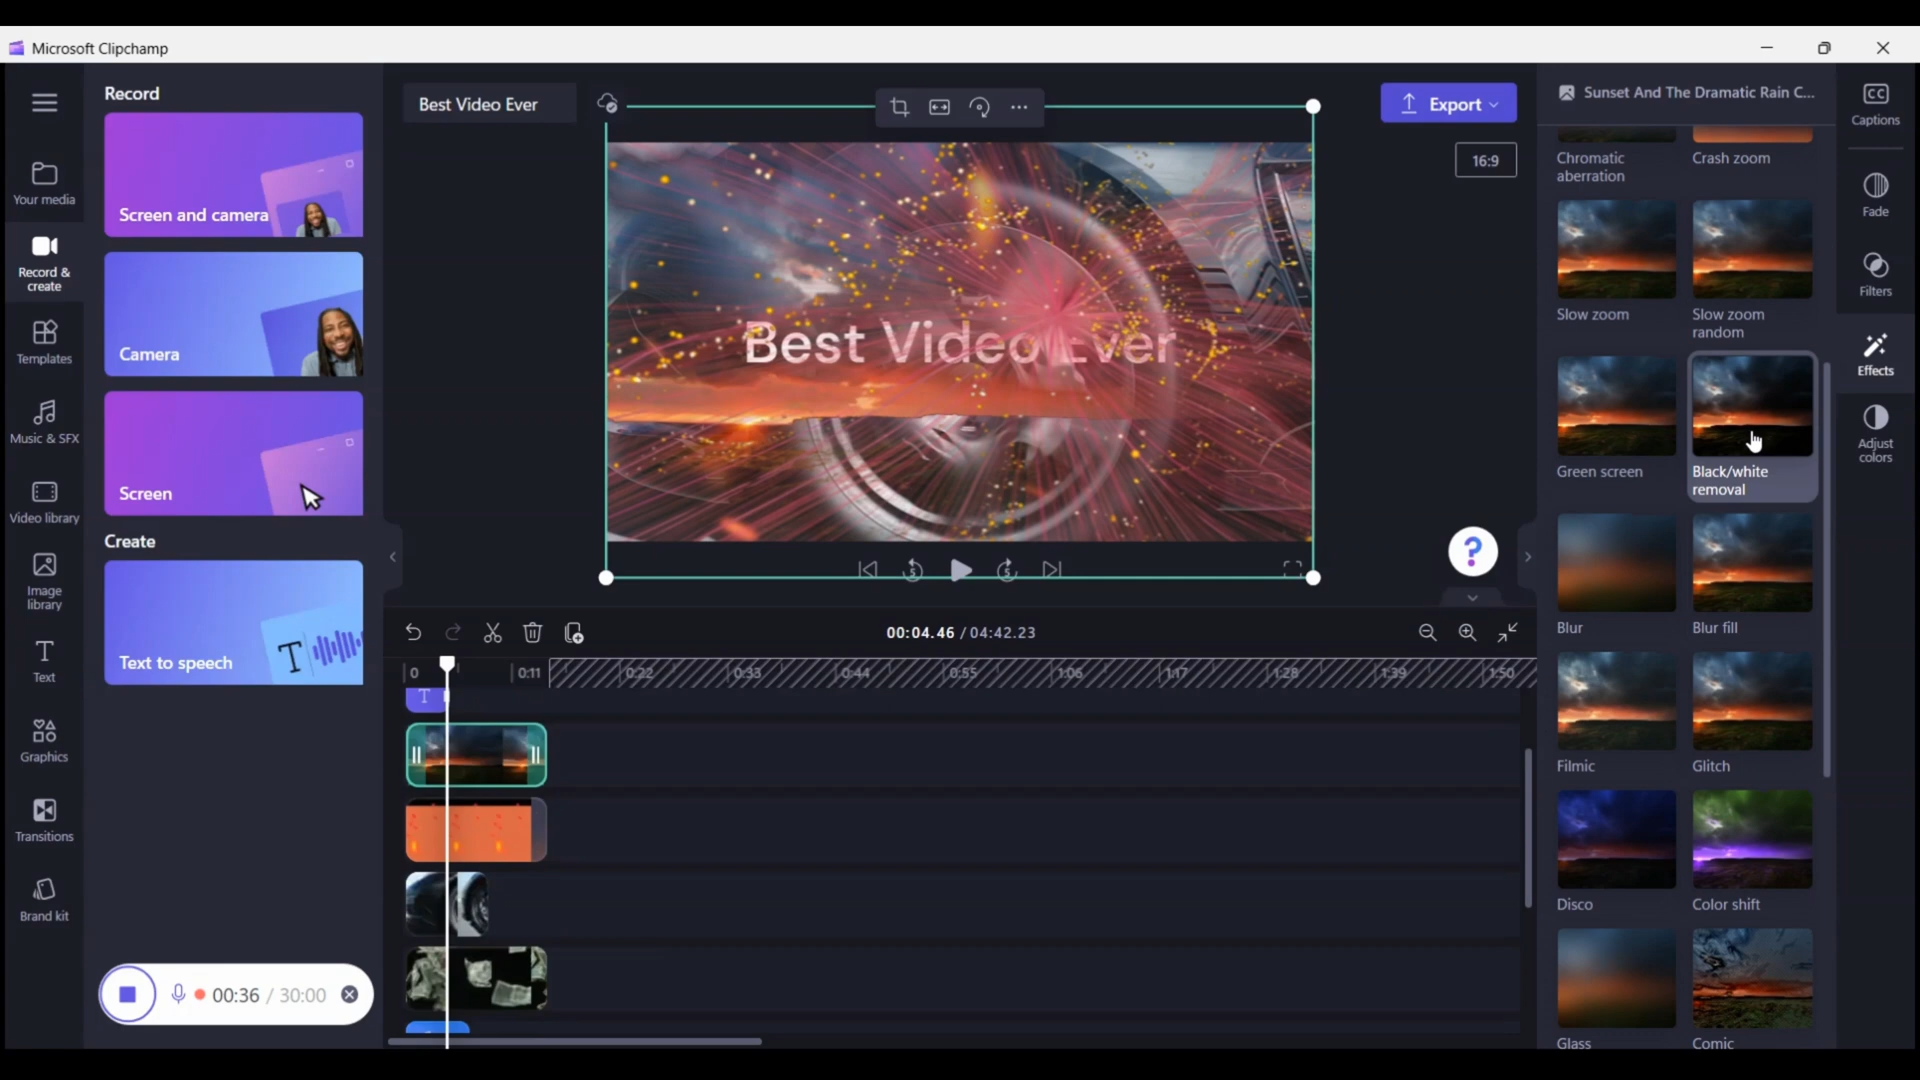 Microsoft Clipchamp
Your media
Record &
create
Templates
Music & SFX
Video library
Image
library
Text
Graphics
Transitions
Brand kit
Record
Screen and camera
Camera
Screen
Create
Text to speech
T
00:36 / 30:00
Best Video Ever
Export
16:9
Best Video Ever
5
5
?
00:04.46 / 04:42.23
0
0:11
0:22
0:33
0:44
0:55
1:06
1:17
1:28
1:39
1:50
T
Sunset And The Dramatic Rain C...
Chromatic
aberration
Crash zoom
Slow zoom
Slow zoom
random
Green screen
Black/white
removal
Blur
Blur fill
Filmic
Glitch
Disco
Color shift
Glass
Comic
CC
Captions
Fade
Filters
Effects
Adjust
colors